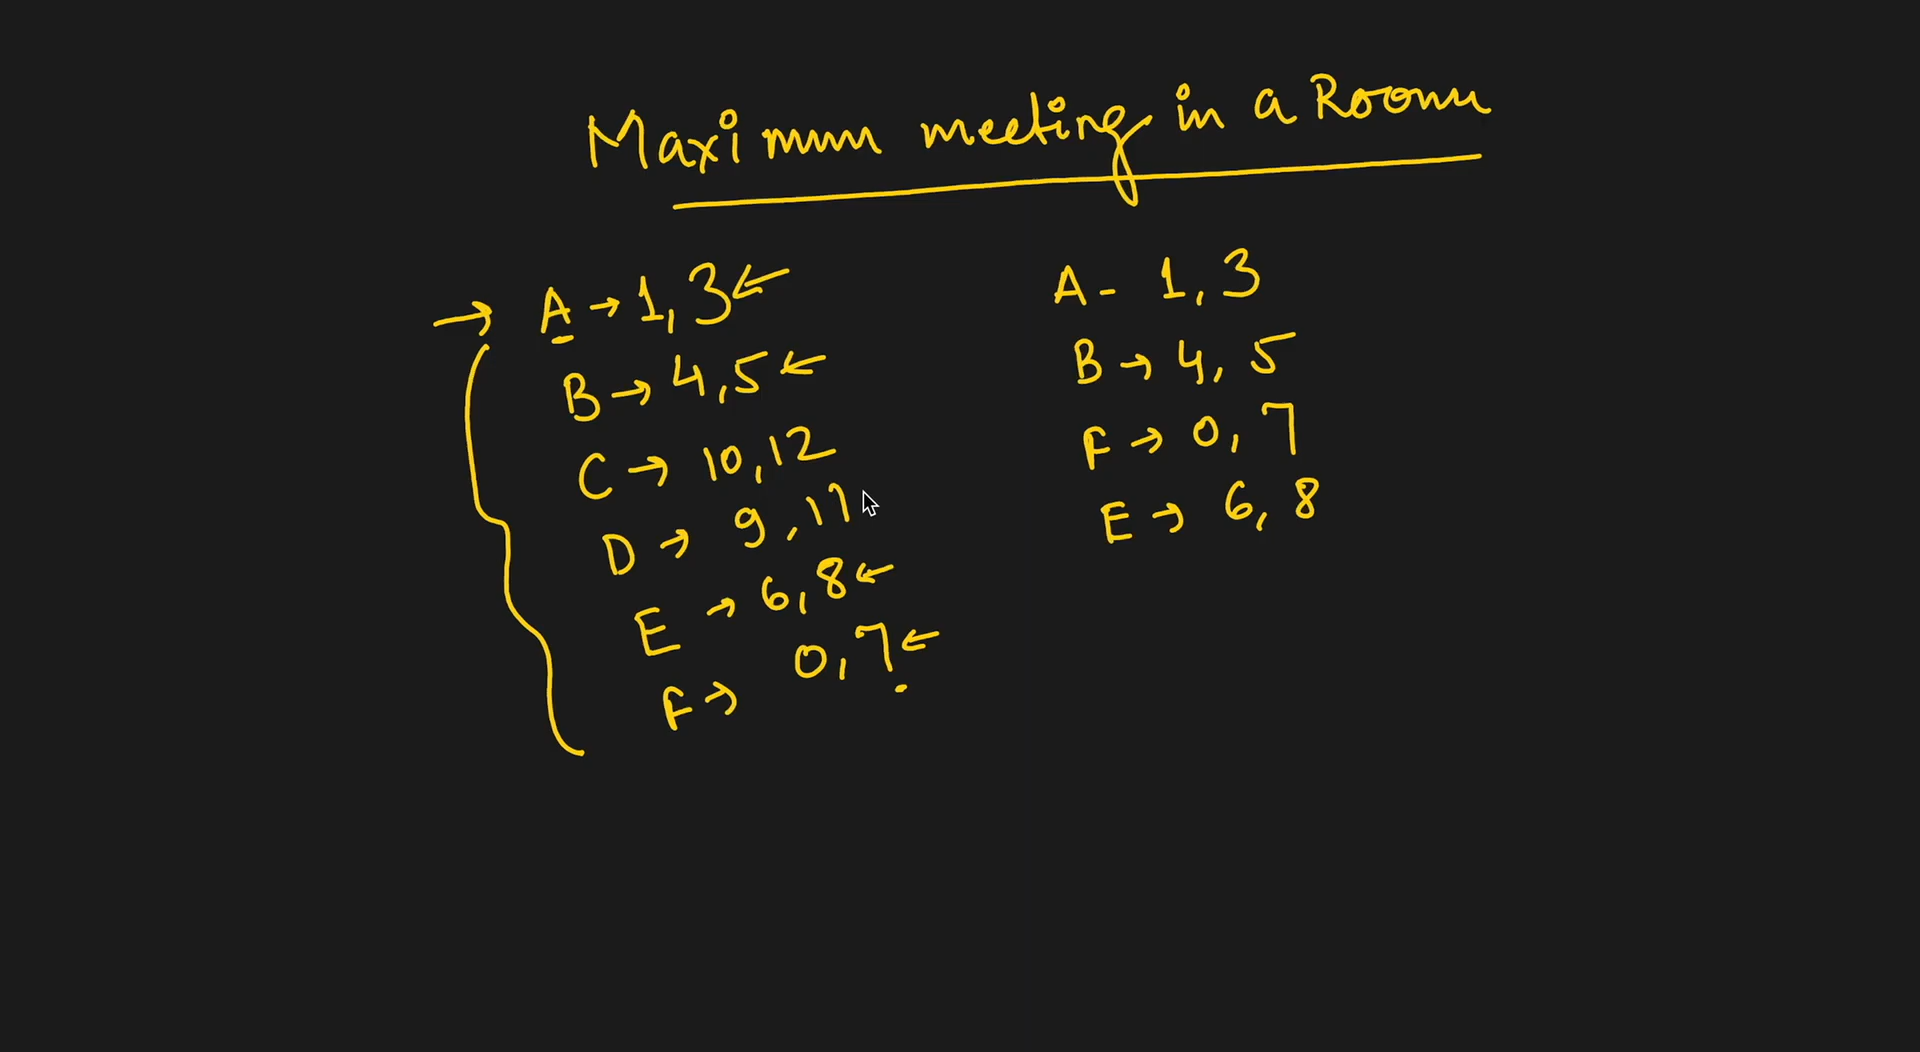 Maximum meeting in a Room
→ A → 1, 3 ←
B → 4, 5 ←
C → 10, 12
D → 9, 11
E → 6, 8 ←
F → 0, 7 ←
A - 1, 3
B → 4, 5
F → 0, 7
E → 6, 8